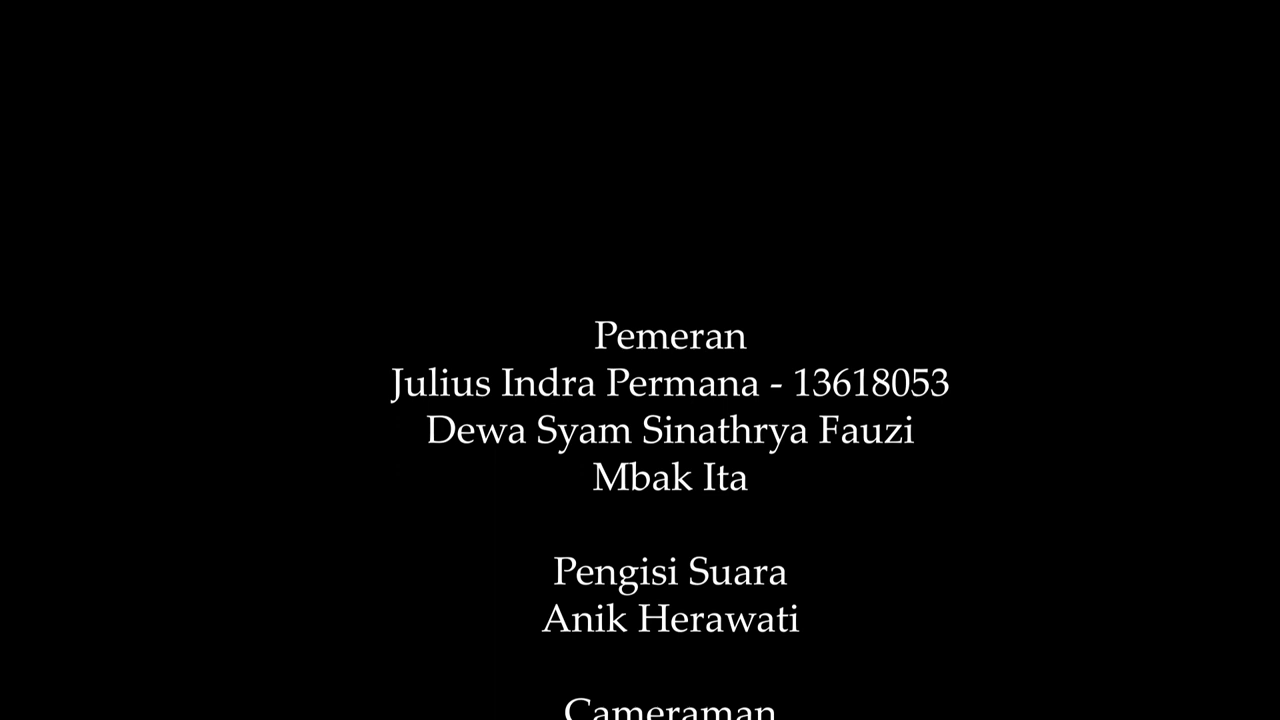 Pemeran
Julius Indra Permana - 13618053
Dewa Syam Sinathrya Fauzi
Mbak Ita
Pengisi Suara
Anik Herawati
Cameraman